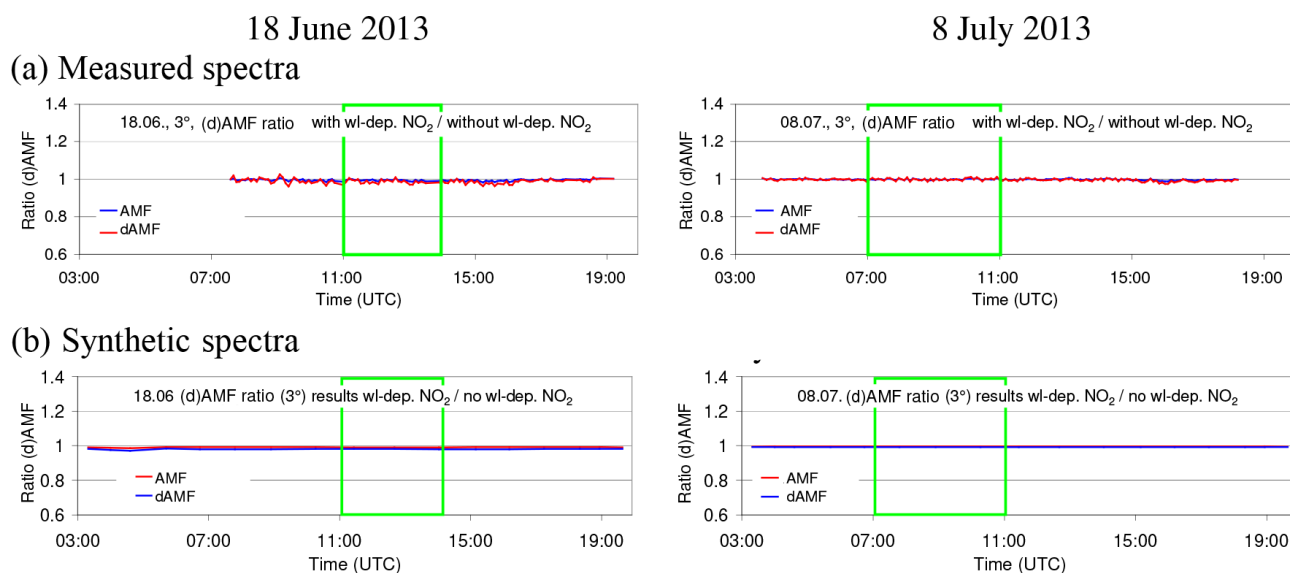 18 June 2013
8 July 2013
(a) Measured spectra
1.4
1.2
1
0.8
0.6
Ratio (d)AMF
18.06., 3°, (d)AMF ratio with wl-dep. NO₂ / without wl-dep. NO₂
AMF
dAMF
03:00 07:00 11:00 15:00 19:00
Time (UTC)
1.4
1.2
1
0.8
0.6
Ratio (d)AMF
08.07., 3°, (d)AMF ratio with wl-dep. NO₂ / without wl-dep. NO₂
AMF
dAMF
03:00 07:00 11:00 15:00 19:00
Time (UTC)
(b) Synthetic spectra
1.4
1.2
1
0.8
0.6
Ratio (d)AMF
18.06 (d)AMF ratio (3°) results wl-dep. NO₂ / no wl-dep. NO₂
AMF
dAMF
03:00 07:00 11:00 15:00 19:00
Time (UTC)
1.4
1.2
1
0.8
0.6
Ratio (d)AMF
08.07. (d)AMF ratio (3°) results wl-dep. NO₂ / no wl-dep. NO₂
AMF
dAMF
03:00 07:00 11:00 15:00 19:00
Time (UTC)